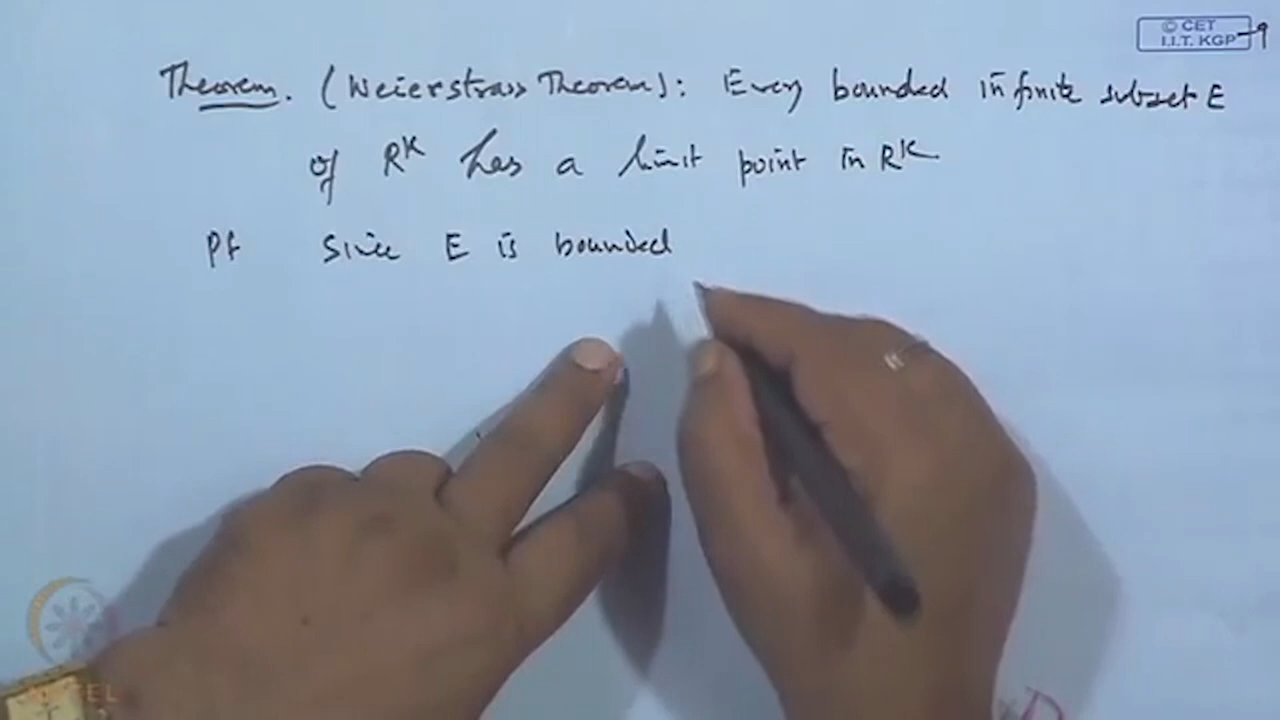 © CET
I.I.T. KGP
Theorem. (Weierstrass Theorem): Every bounded infinite subset E
of R^K has a limit point in R^K
Pf Since E is bounded